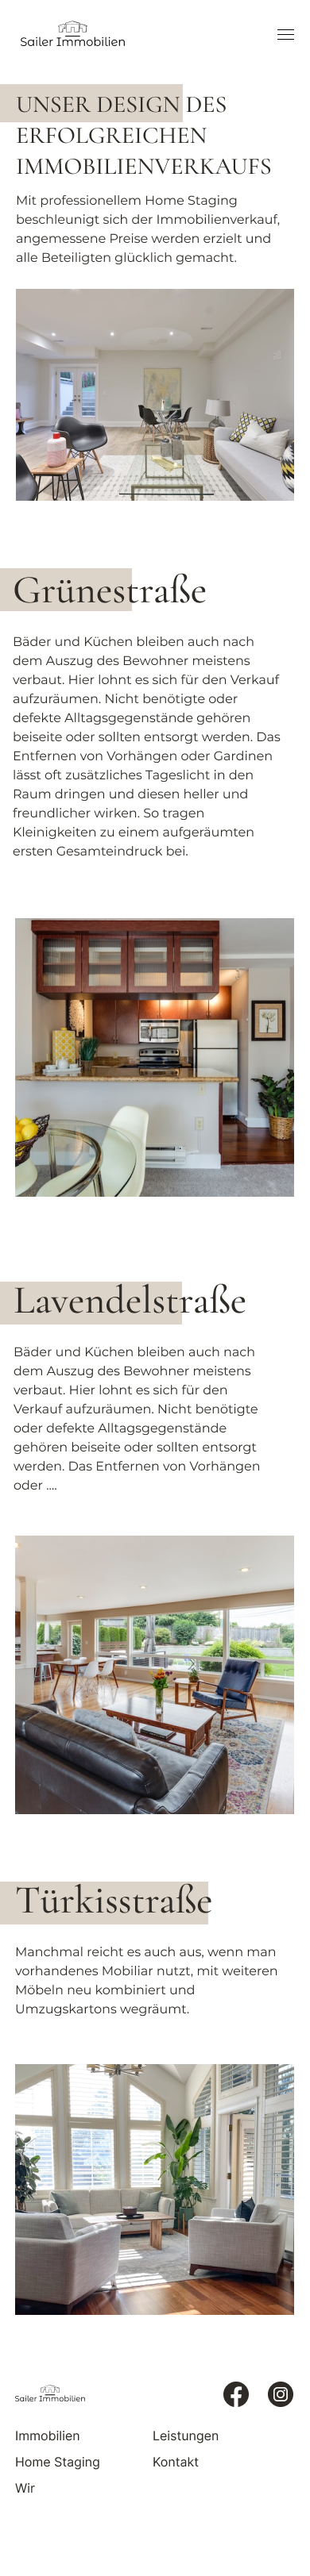 Sailer Immobilien
UNSER DESIGN DES
ERFOLGREICHEN
IMMOBILIENVERKAUFS
Mit professionellem Home Staging
beschleunigt sich der Immobilienverkauf,
angemessene Preise werden erzielt und
alle Beteiligten glücklich gemacht.
Grünestraße
Bäder und Küchen bleiben auch nach
dem Auszug des Bewohner meistens
verbaut. Hier lohnt es sich für den Verkauf
aufzuräumen. Nicht benötigte oder
defekte Alltagsgegenstände gehören
beiseite oder sollten entsorgt werden. Das
Entfernen von Vorhängen oder Gardinen
lässt oft zusätzliches Tageslicht in den
Raum dringen und diesen heller und
freundlicher wirken. So tragen
Kleinigkeiten zu einem aufgeräumten
ersten Gesamteindruck bei.
Lavendelstraße
Bäder und Küchen bleiben auch nach
dem Auszug des Bewohner meistens
verbaut. Hier lohnt es sich für den
Verkauf aufzuräumen. Nicht benötigte
oder defekte Alltagsgegenstände
gehören beiseite oder sollten entsorgt
werden. Das Entfernen von Vorhängen
oder ....
Türkisstraße
Manchmal reicht es auch aus, wenn man
vorhandenes Mobiliar nutzt, mit weiteren
Möbeln neu kombiniert und
Umzugskartons wegräumt.
Sailer Immobilien
Immobilien
Leistungen
Home Staging
Kontakt
Wir